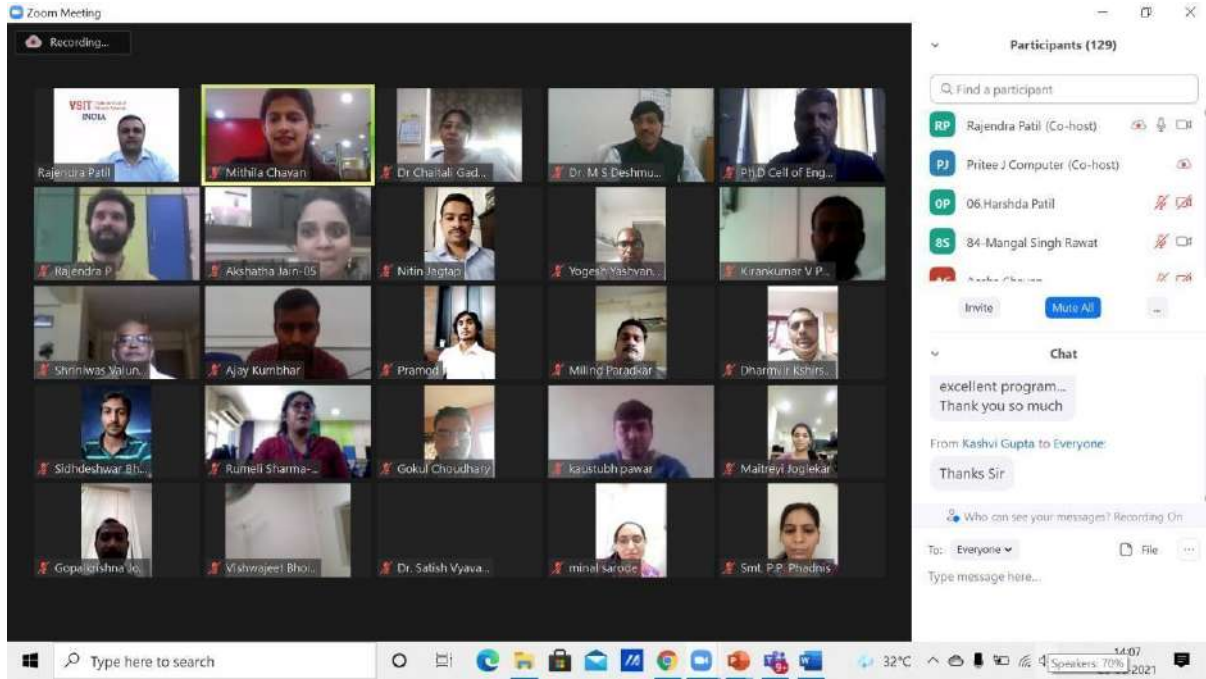 Zoom Meeting
Recording...
VSIT
INDIA
Rajendra Patil
Mithila Chavan
Dr Chaitali Gad...
Dr. M S Deshmu...
Ph.D Cell of Eng...
Rajendra P
Akshatha Jain-05
Nitin Jagtap
Yogesh Yashvan...
Kirankumar V P...
Shriniwas Valun...
Ajay Kumbhar
Pramod
Milind Paradkar
Dharmvir Kshirs...
Sidhdeshwar Bh...
Rumeli Sharma-...
Gokul Choudhary
kaustubh pawar
Maitreyi Joglekar
Gopalkrishna Jo...
Vishwajeet Bhoi...
Dr. Satish Vyava...
minal sarode
Smt. P.P. Phadnis
Participants (129)
Find a participant
RP Rajendra Patil (Co-host)
PJ Pritee J Computer (Co-host)
0P 06.Harshda Patil
8S 84-Mangal Singh Rawat
Invite
Mute All
...
Chat
excellent program...
Thank you so much
From Kashvi Gupta to Everyone:
Thanks Sir
Who can see your messages? Recording On
To: Everyone
File
...
Type message here...
Type here to search
9+
32°C
14:07
Speakers: 70%
2021